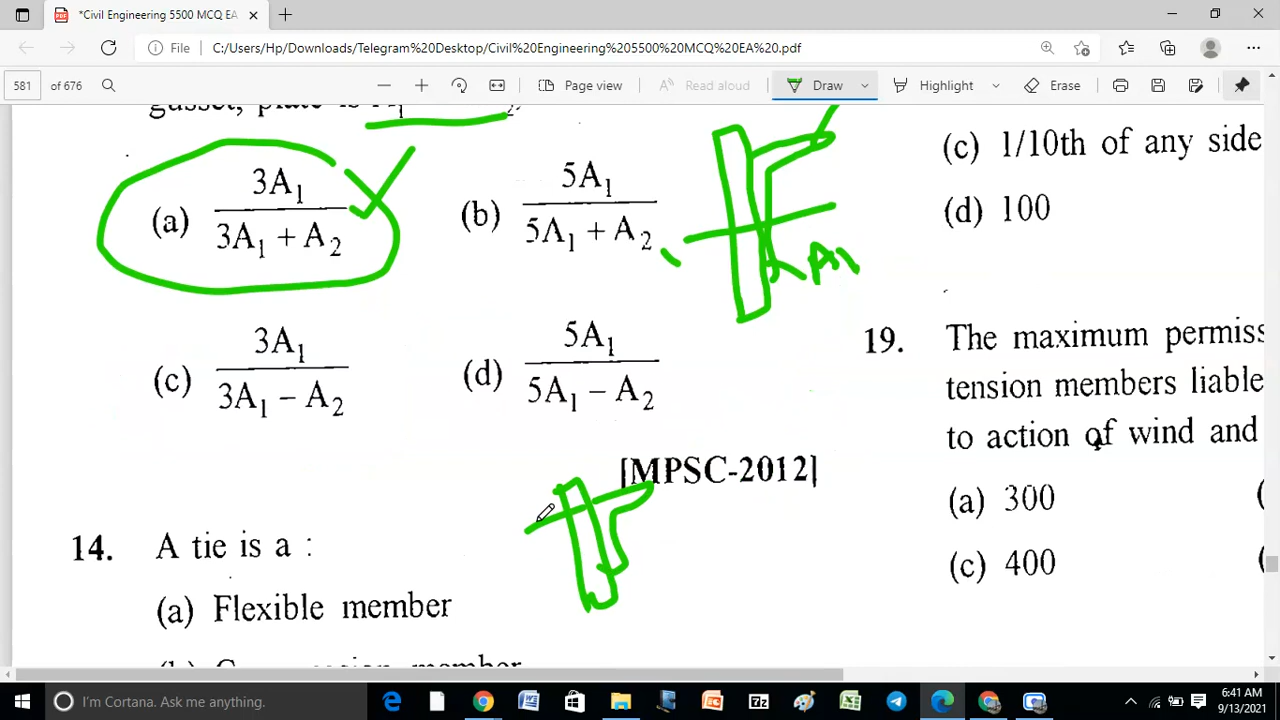 *Civil Engineering 5500 MCQ EA
File C:/Users/Hp/Downloads/Telegram%20Desktop/Civil%20Engineering%205500%20MCQ%20EA%20.pdf
581 of 676 Page view Read aloud Draw Highlight Erase
gusset, plate is A1
(a) 3A1 / 3A1 + A2
(b) 5A1 / 5A1 + A2
(c) 3A1 / 3A1 – A2
(d) 5A1 / 5A1 – A2
[MPSC-2012]
14. A tie is a :
(a) Flexible member
(c) 1/10th of any side
(d) 100
19. The maximum permiss
tension members liable
to action of wind and
(a) 300
(c) 400
I'm Cortana. Ask me anything.
6:41 AM
9/13/2021